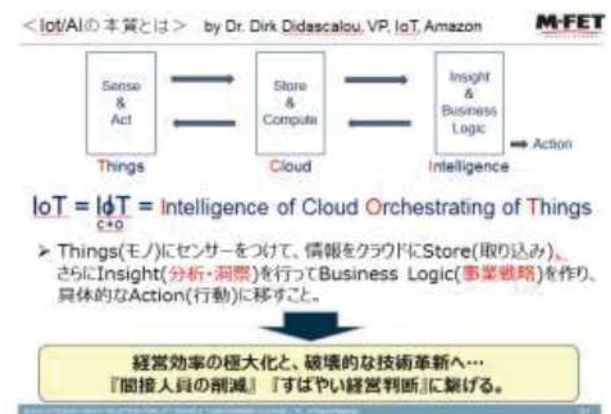 ＜Iot/AIの本質とは＞ by Dr. Dirk Didascalou, VP, IoT, Amazon
M-FET
Sense
&
Act
Store
&
Compute
Insight
&
Business
Logic
Action
Things
Cloud
Intelligence
IoT = IoT = Intelligence of Cloud Orchestrating of Things
c+o
➤ Things(モノ)にセンサーをつけて、情報をクラウドにStore(取り込み)、
さらにInsight(分析・洞察)を行ってBusiness Logic(事業戦略)を作り、
具体的なAction(行動)に移すこと。
経営効率の極大化と、破壊的な技術革新へ…
『間接人員の削減』『すばやい経営判断』に繋げる。